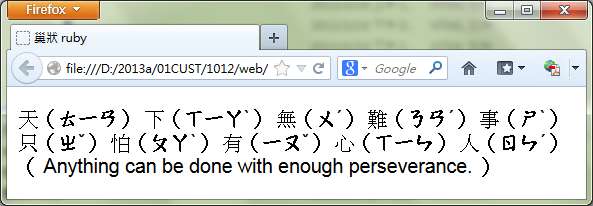 Firefox
巢狀 ruby
file:///D:/2013a/01CUST/1012/web/
Google
天（ㄊㄧㄢ）下（ㄒㄧㄚˋ）無（ㄨˊ）難（ㄋㄢˊ）事（ㄕˋ）
只（ㄓˇ）怕（ㄆㄚˋ）有（ㄧㄡˇ）心（ㄒㄧㄣ）人（ㄖㄣˊ）
（ Anything can be done with enough perseverance. ）